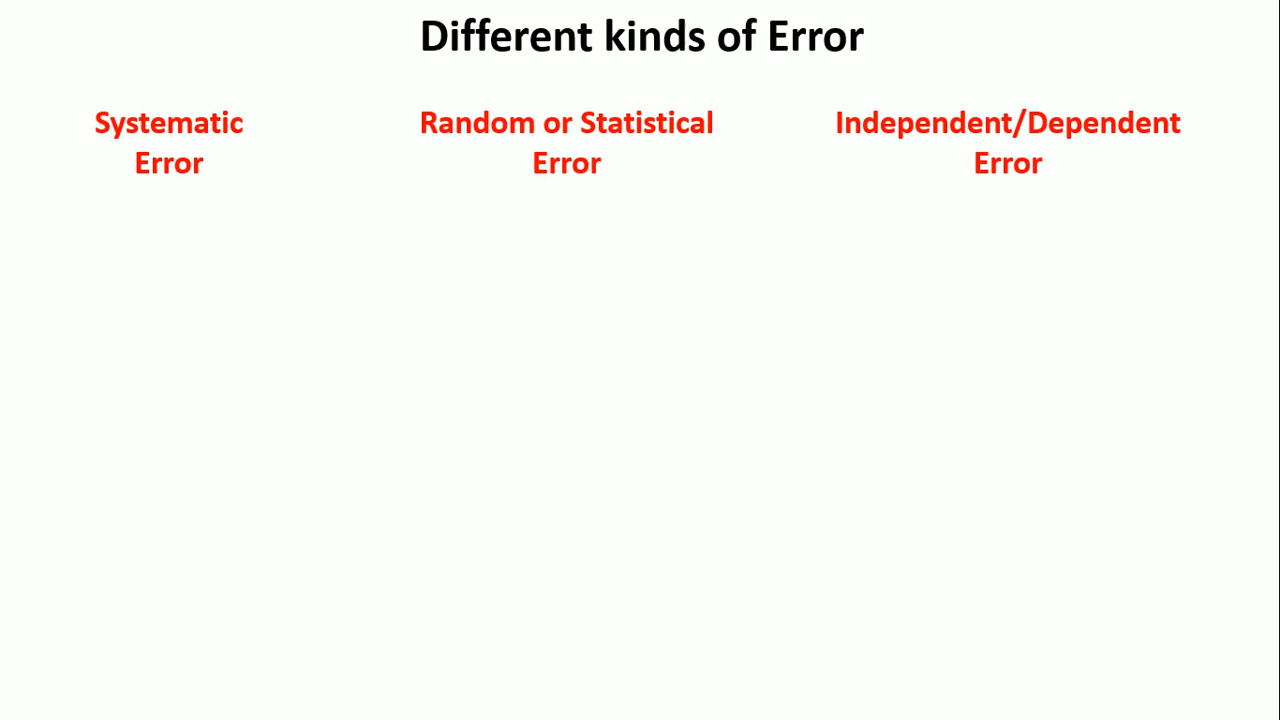 Different kinds of Error
Systematic
Error
Random or Statistical
Error
Independent/Dependent
Error